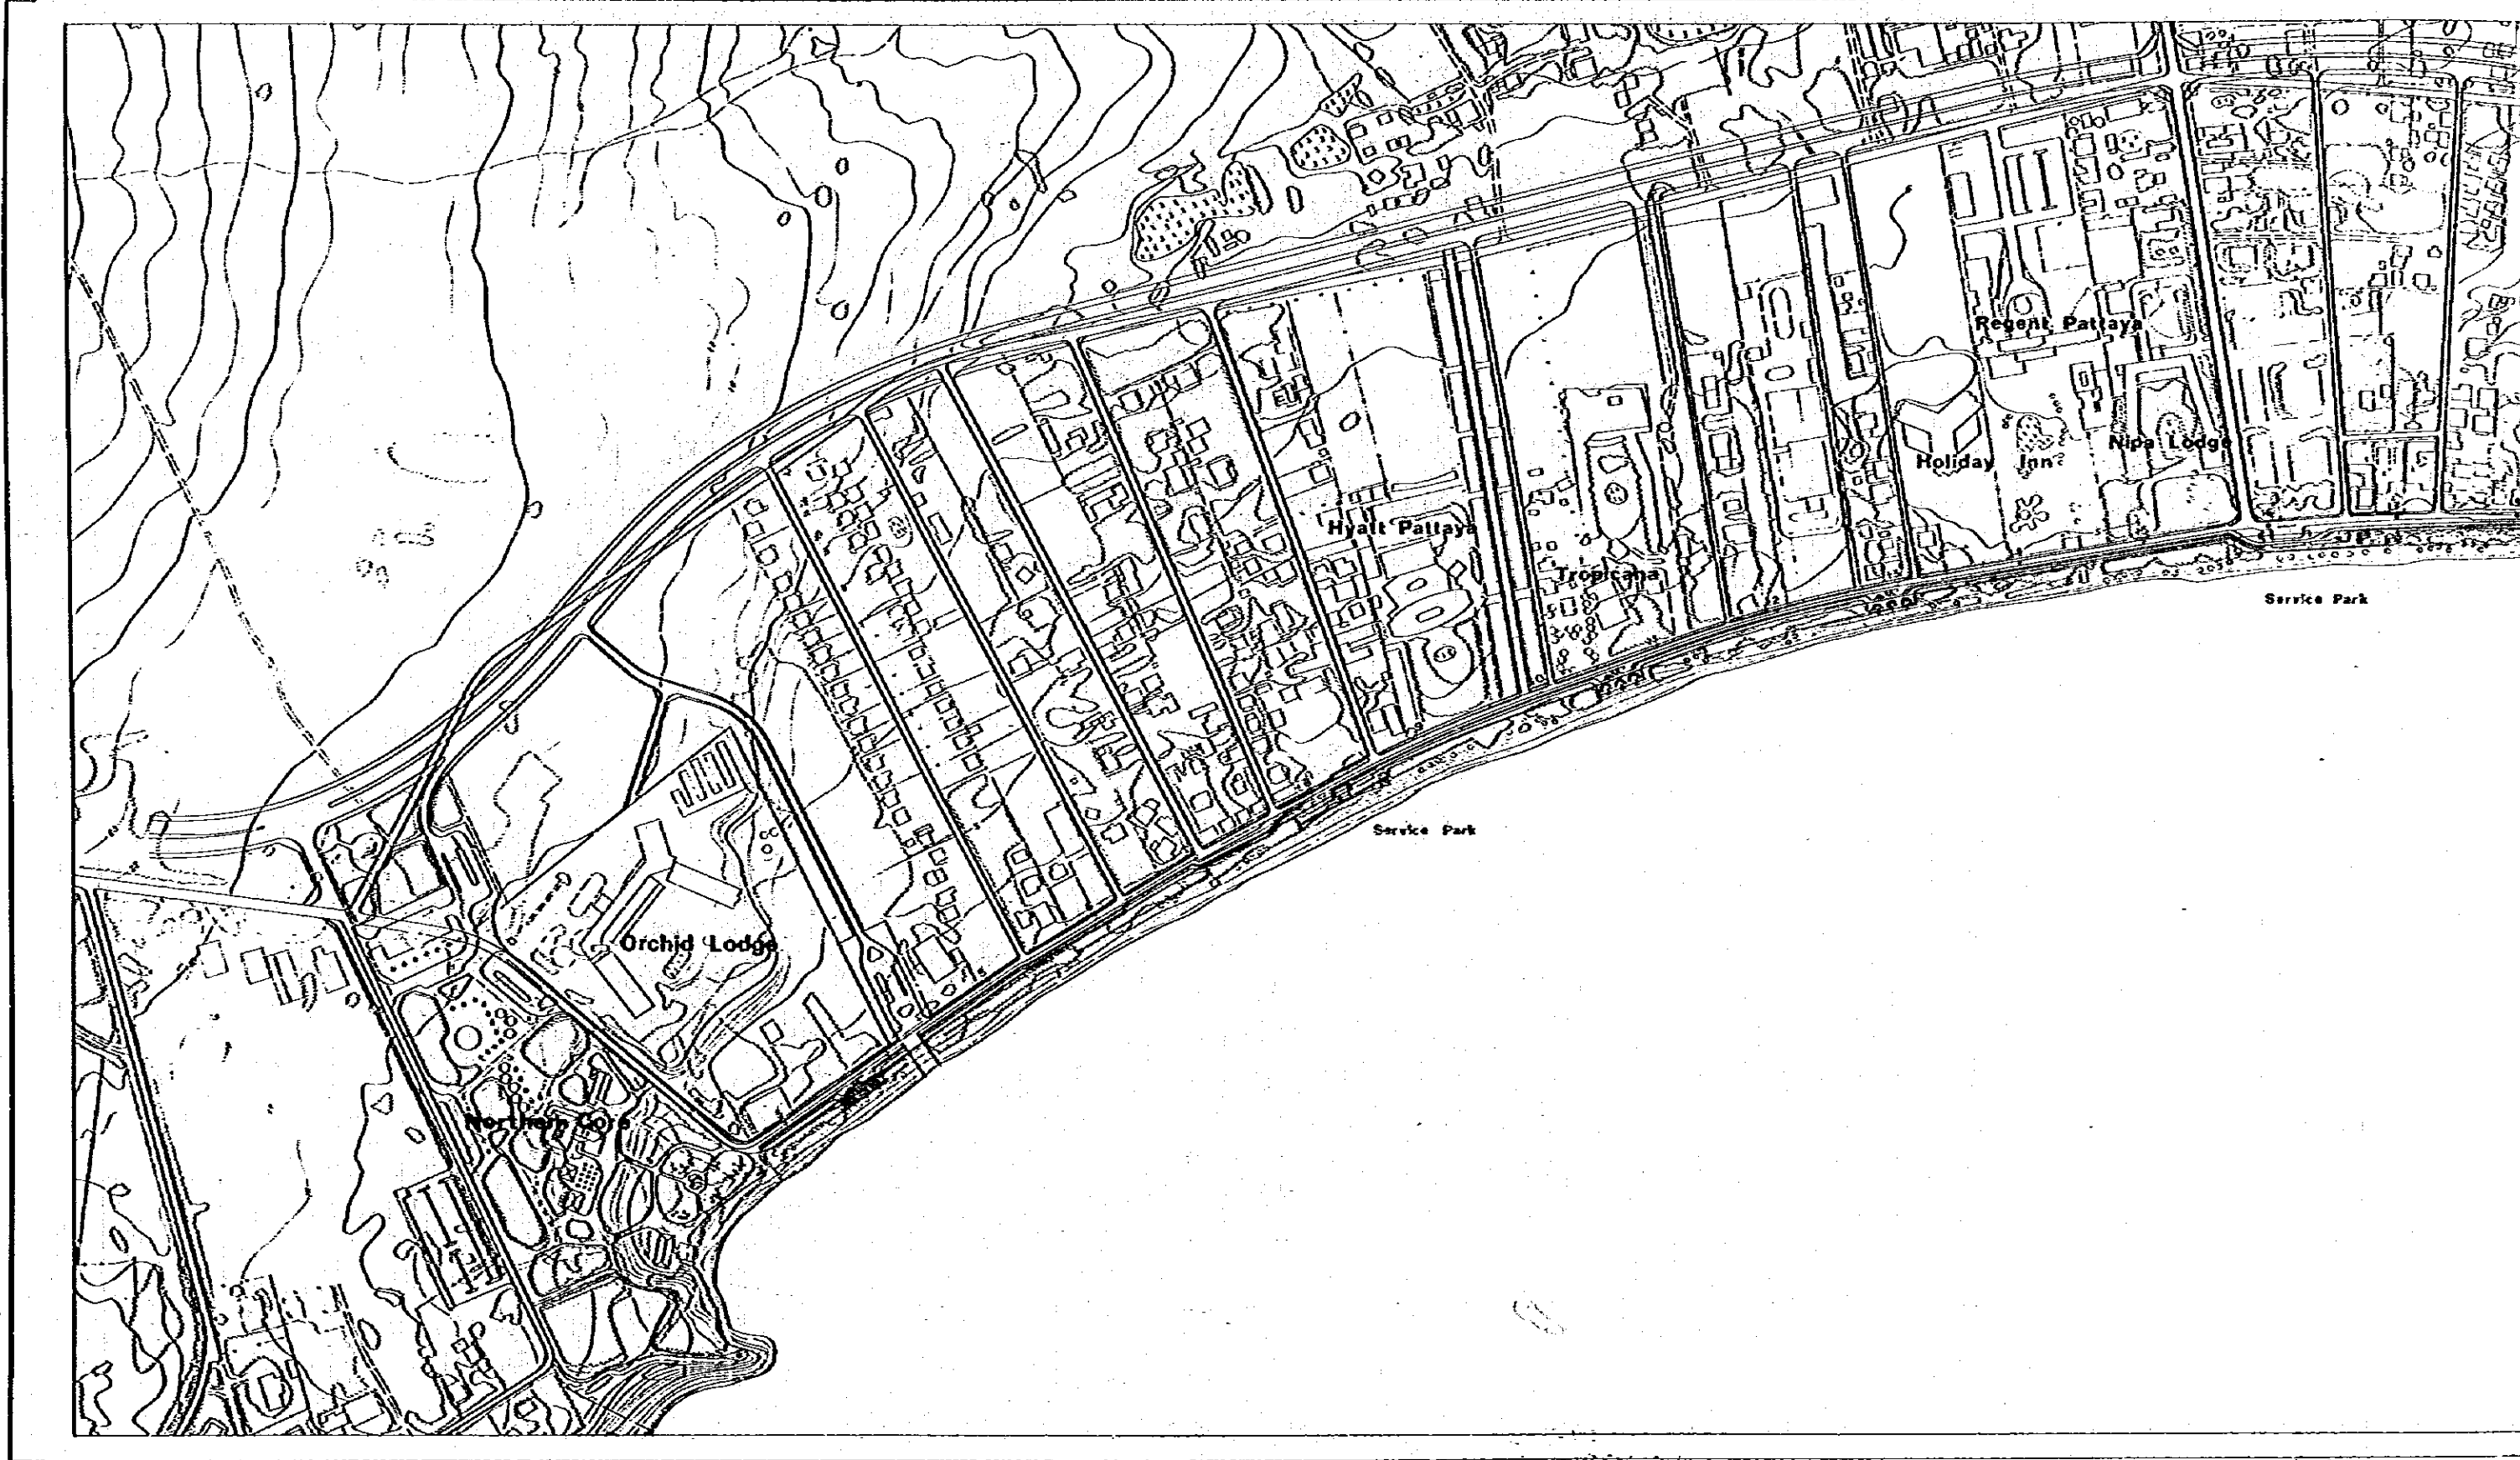 Regent Pattaya
Nipa Lodge
Holiday Inn
Hyatt Pattaya
Tropicana
Service Park
Service Park
Orchid Lodge
Northern Core